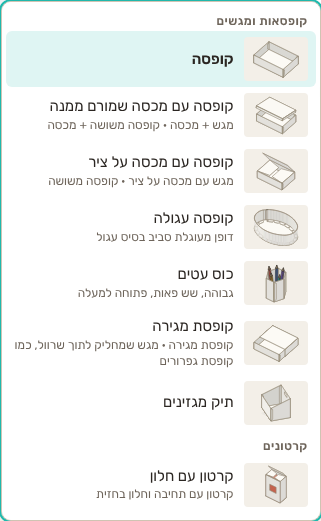 קופסאות ומגשים
קופסה
קופסה עם מכסה שמורם ממנה
מגש + מכסה • קופסה משושה + מכסה
קופסה עם מכסה על ציר
מגש עם מכסה על ציר • קופסה משושה
קופסה עגולה
דופן מעוגלת סביב בסיס עגול
כוס עטים
גבוהה, שש פאות, פתוחה למעלה
קופסת מגירה
קופסת מגירה • מגש שמחליק לתוך שרוול, כמו
קופסת גפרורים
תיק מגזינים
קרטונים
קרטון עם חלון
קרטון עם תחיבה וחלון בחזית